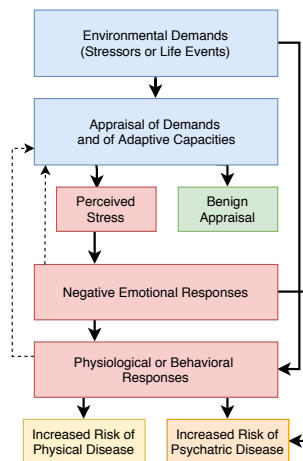 Environmental Demands
(Stressors or Life Events)
Appraisal of Demands
and of Adaptive Capacities
Perceived
Stress
Benign
Appraisal
Negative Emotional Responses
Physiological or Behavioral
Responses
Increased Risk of
Physical Disease
Increased Risk of
Psychatric Disease